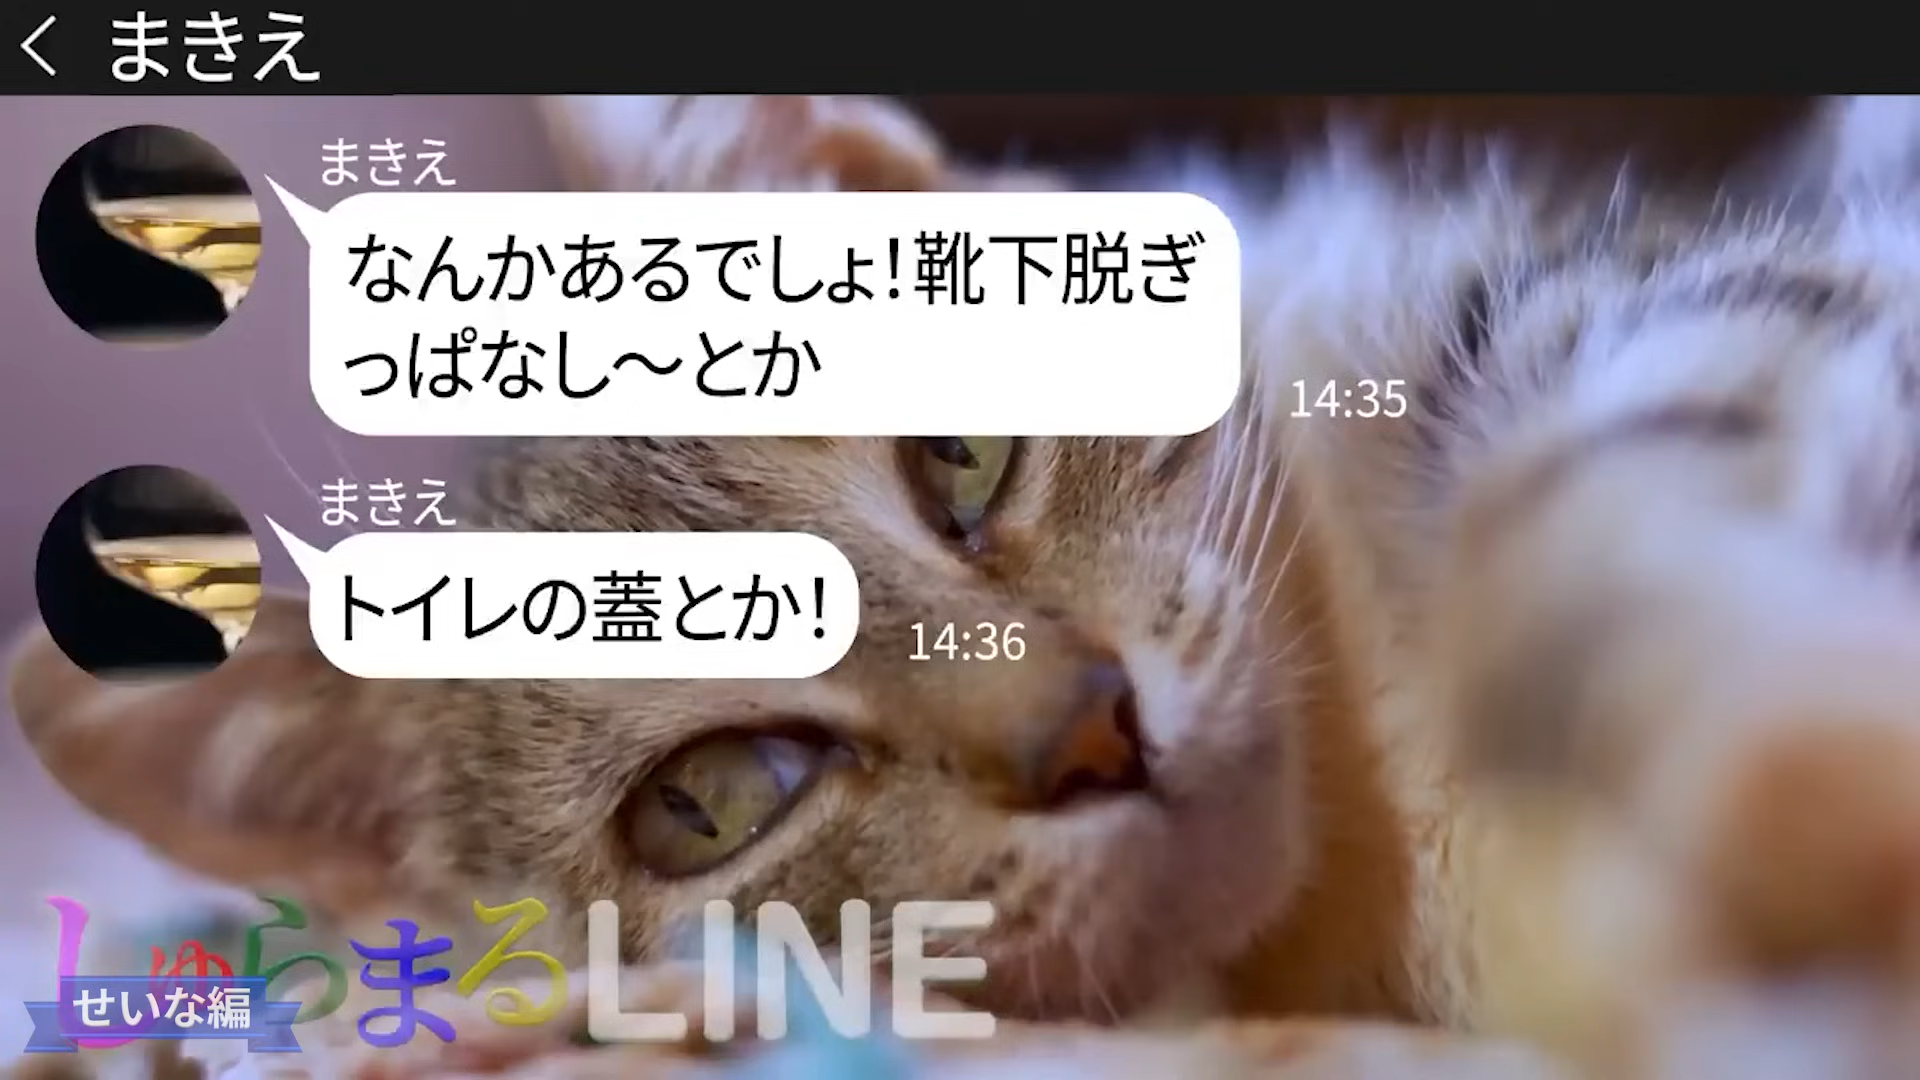 まきえ
まきえ
なんかあるでしょ！靴下脱ぎ
っぱなし〜とか
14:35
まきえ
トイレの蓋とか！
14:36
しゅらまるLINE
せいな編